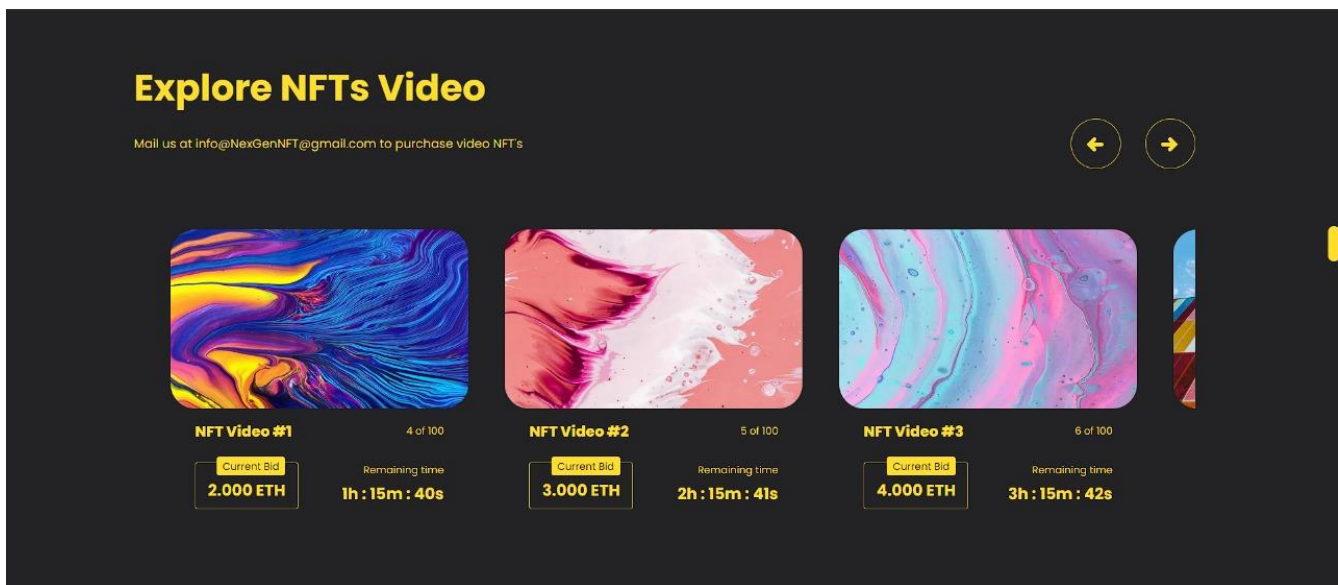 Explore NFTs Video
Mail us at info@NexGenNFT@gmail.com to purchase video NFT's
NFT Video #1
4 of 100
Current Bid
2.000 ETH
Remaining time
1h : 15m : 40s
NFT Video #2
5 of 100
Current Bid
3.000 ETH
Remaining time
2h : 15m : 41s
NFT Video #3
6 of 100
Current Bid
4.000 ETH
Remaining time
3h : 15m : 42s